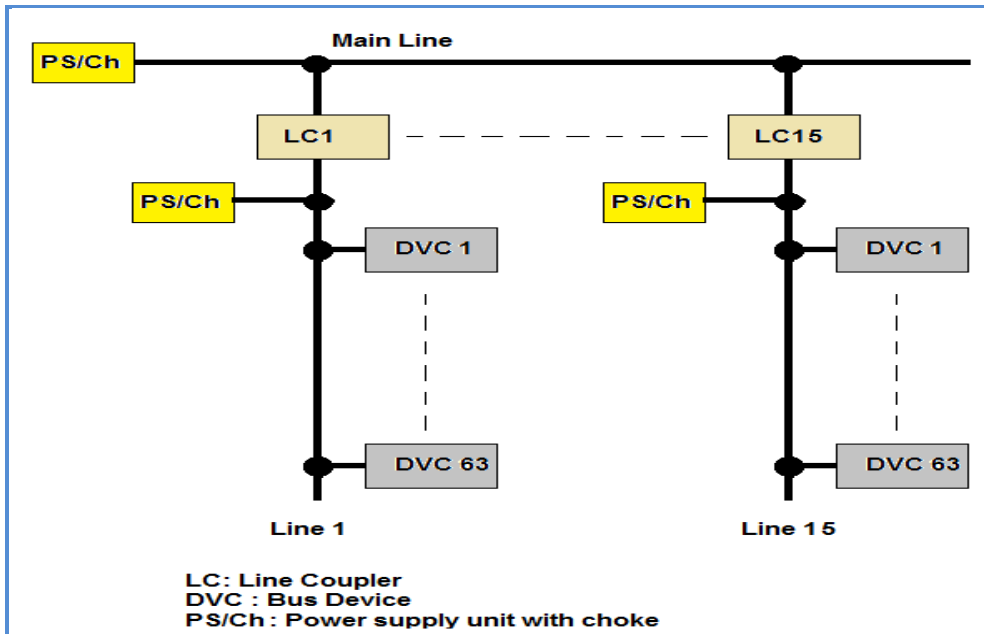 Main Line
PS/Ch
LC1
LC15
PS/Ch
PS/Ch
DVC 1
DVC 1
DVC 63
DVC 63
Line 1
Line 15
LC: Line Coupler
DVC : Bus Device
PS/Ch : Power supply unit with choke